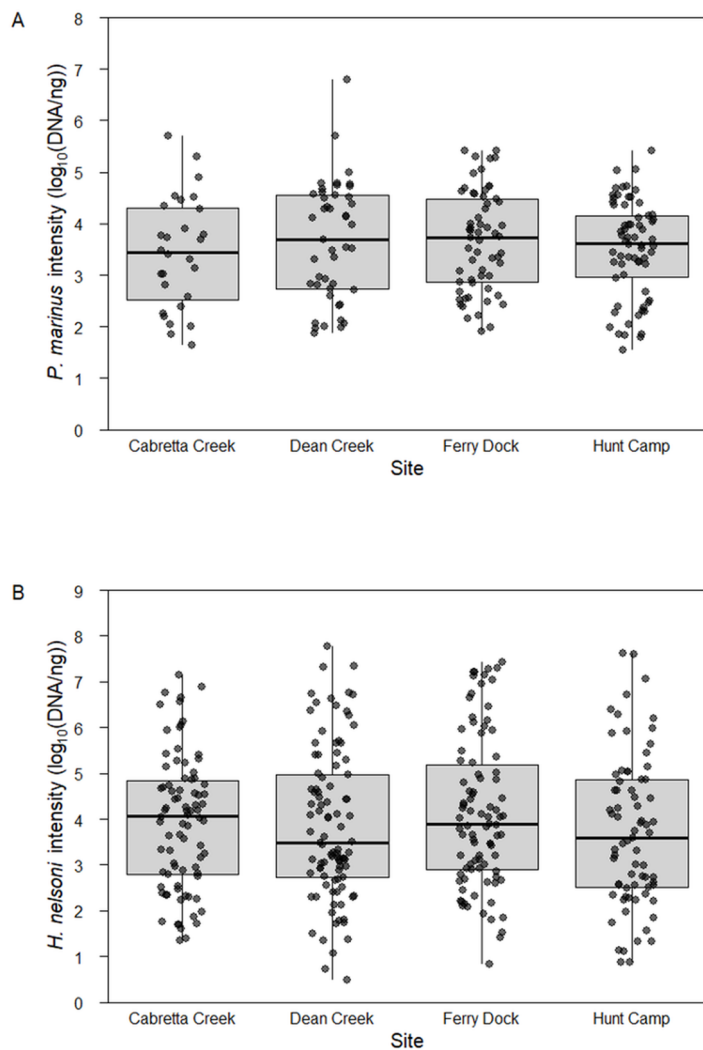 A
8
7
6
5
4
3
2
1
0
P. marinus intensity (log₁₀(DNA/ng))
Cabretta Creek Dean Creek Ferry Dock Hunt Camp
Site
B
9
8
7
6
5
4
3
2
1
0
H. nelsoni intensity (log₁₀(DNA/ng))
Cabretta Creek Dean Creek Ferry Dock Hunt Camp
Site